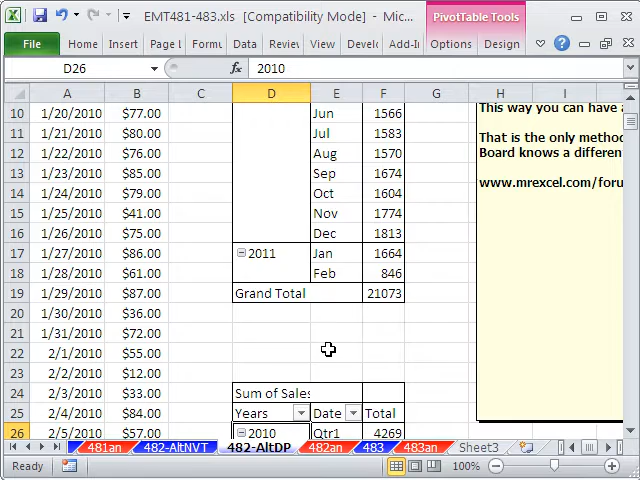 EMT481-483.xls [Compatibility Mode] - Mic...
PivotTable Tools
File Home Insert Page L Form Data Revie View Develo Add-In Options Design
D26 fx 2010
A B C D E F G H I
10 1/20/2010 $77.00 Jun 1566
11 1/21/2010 $80.00 Jul 1583
12 1/22/2010 $76.00 Aug 1570
13 1/23/2010 $85.00 Sep 1674
14 1/24/2010 $79.00 Oct 1604
15 1/25/2010 $41.00 Nov 1774
16 1/26/2010 $75.00 Dec 1813
17 1/27/2010 $86.00 2011 Jan 1664
18 1/28/2010 $61.00 Feb 846
19 1/29/2010 $87.00 Grand Total 21073
20 1/30/2010 $36.00
21 1/31/2010 $72.00
22 2/1/2010 $55.00
23 2/2/2010 $12.00
24 2/3/2010 $33.00 Sum of Sales
25 2/4/2010 $84.00 Years Date Total
26 2/5/2010 $57.00 2010 Qtr1 4269
This way you can have a
That is the only method
Board knows a differen
www.mrexcel.com/foru
481an 482-AltNVT 482-AltDP 482an 483 483an Sheet3
Ready 100%